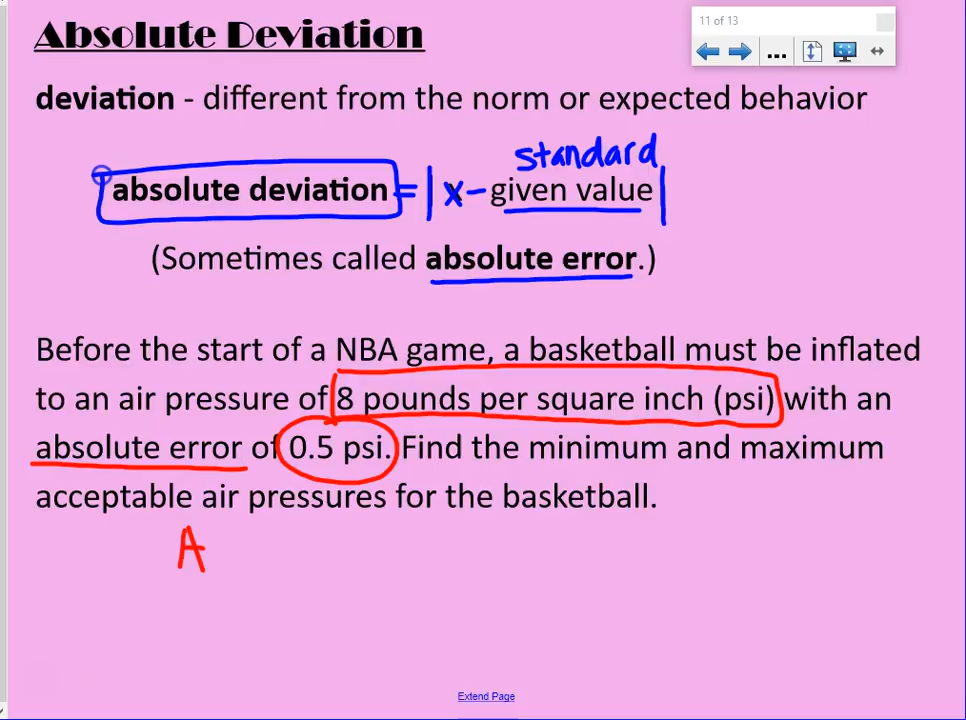 Absolute Deviation
11 of 13
deviation - different from the norm or expected behavior
standard
absolute deviation = | x - given value |
(Sometimes called absolute error.)
Before the start of a NBA game, a basketball must be inflated
to an air pressure of 8 pounds per square inch (psi) with an
absolute error of 0.5 psi. Find the minimum and maximum
acceptable air pressures for the basketball.
A
Extend Page